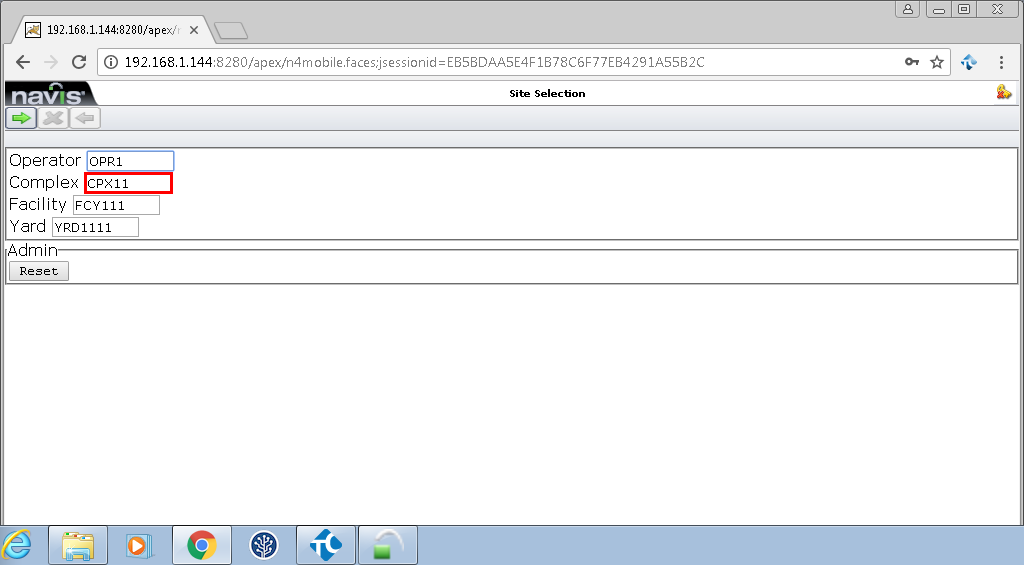 192.168.1.144:8280/apex/r
192.168.1.144:8280/apex/n4mobile.faces;jsessionid=EB5BDAA5E4F1B78C6F77EB4291A55B2C
navis
Site Selection
Operator OPR1
Complex CPX11
Facility FCY111
Yard YRD1111
Admin
Reset